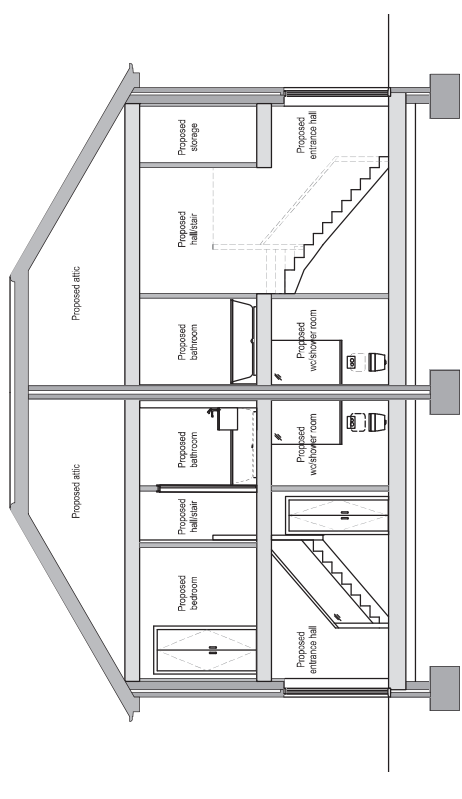 Proposed attic
Proposed attic
Proposed
bedroom
Proposed
hall/stair
Proposed
bathroom
Proposed
bathroom
Proposed
hall/stair
Proposed
storage
Proposed
entrance hall
Proposed
wc/shower room
Proposed
wc/shower room
Proposed
entrance hall